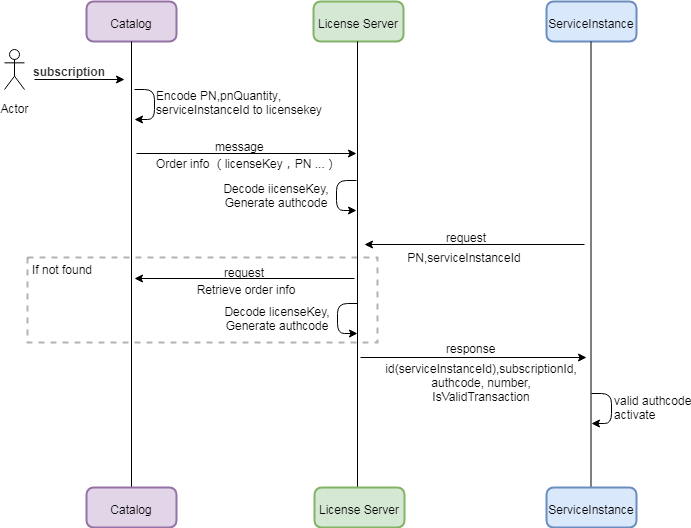 Catalog
License Server
ServiceInstance
subscription
Actor
Encode PN,pnQuantity,
serviceInstanceId to licensekey
message
Order info （licenseKey，PN ... ）
Decode iicenseKey,
Generate authcode
request
PN,serviceInstanceId
If not found
request
Retrieve order info
Decode licenseKey,
Generate authcode
response
id(serviceInstanceId),subscriptionId,
authcode, number,
IsValidTransaction
valid authcode
activate
Catalog
License Server
ServiceInstance